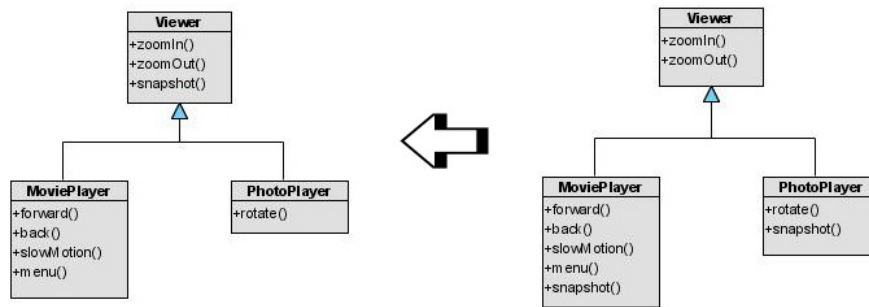 Viewer
+zoomIn()
+zoomOut()
+snapshot()
MoviePlayer
+forward()
+back()
+slowMotion()
+menu()
PhotoPlayer
+rotate()
Viewer
+zoomIn()
+zoomOut()
MoviePlayer
+forward()
+back()
+slowMotion()
+menu()
+snapshot()
PhotoPlayer
+rotate()
+snapshot()